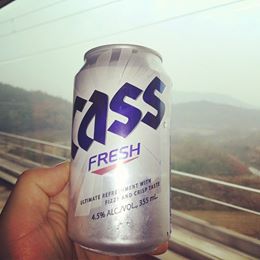 cass
FRESH
ULTIMATE REFRESHMENT WITH
FIZZY AND CRISP TASTE
4.5% ALC/VOL, 355 mL